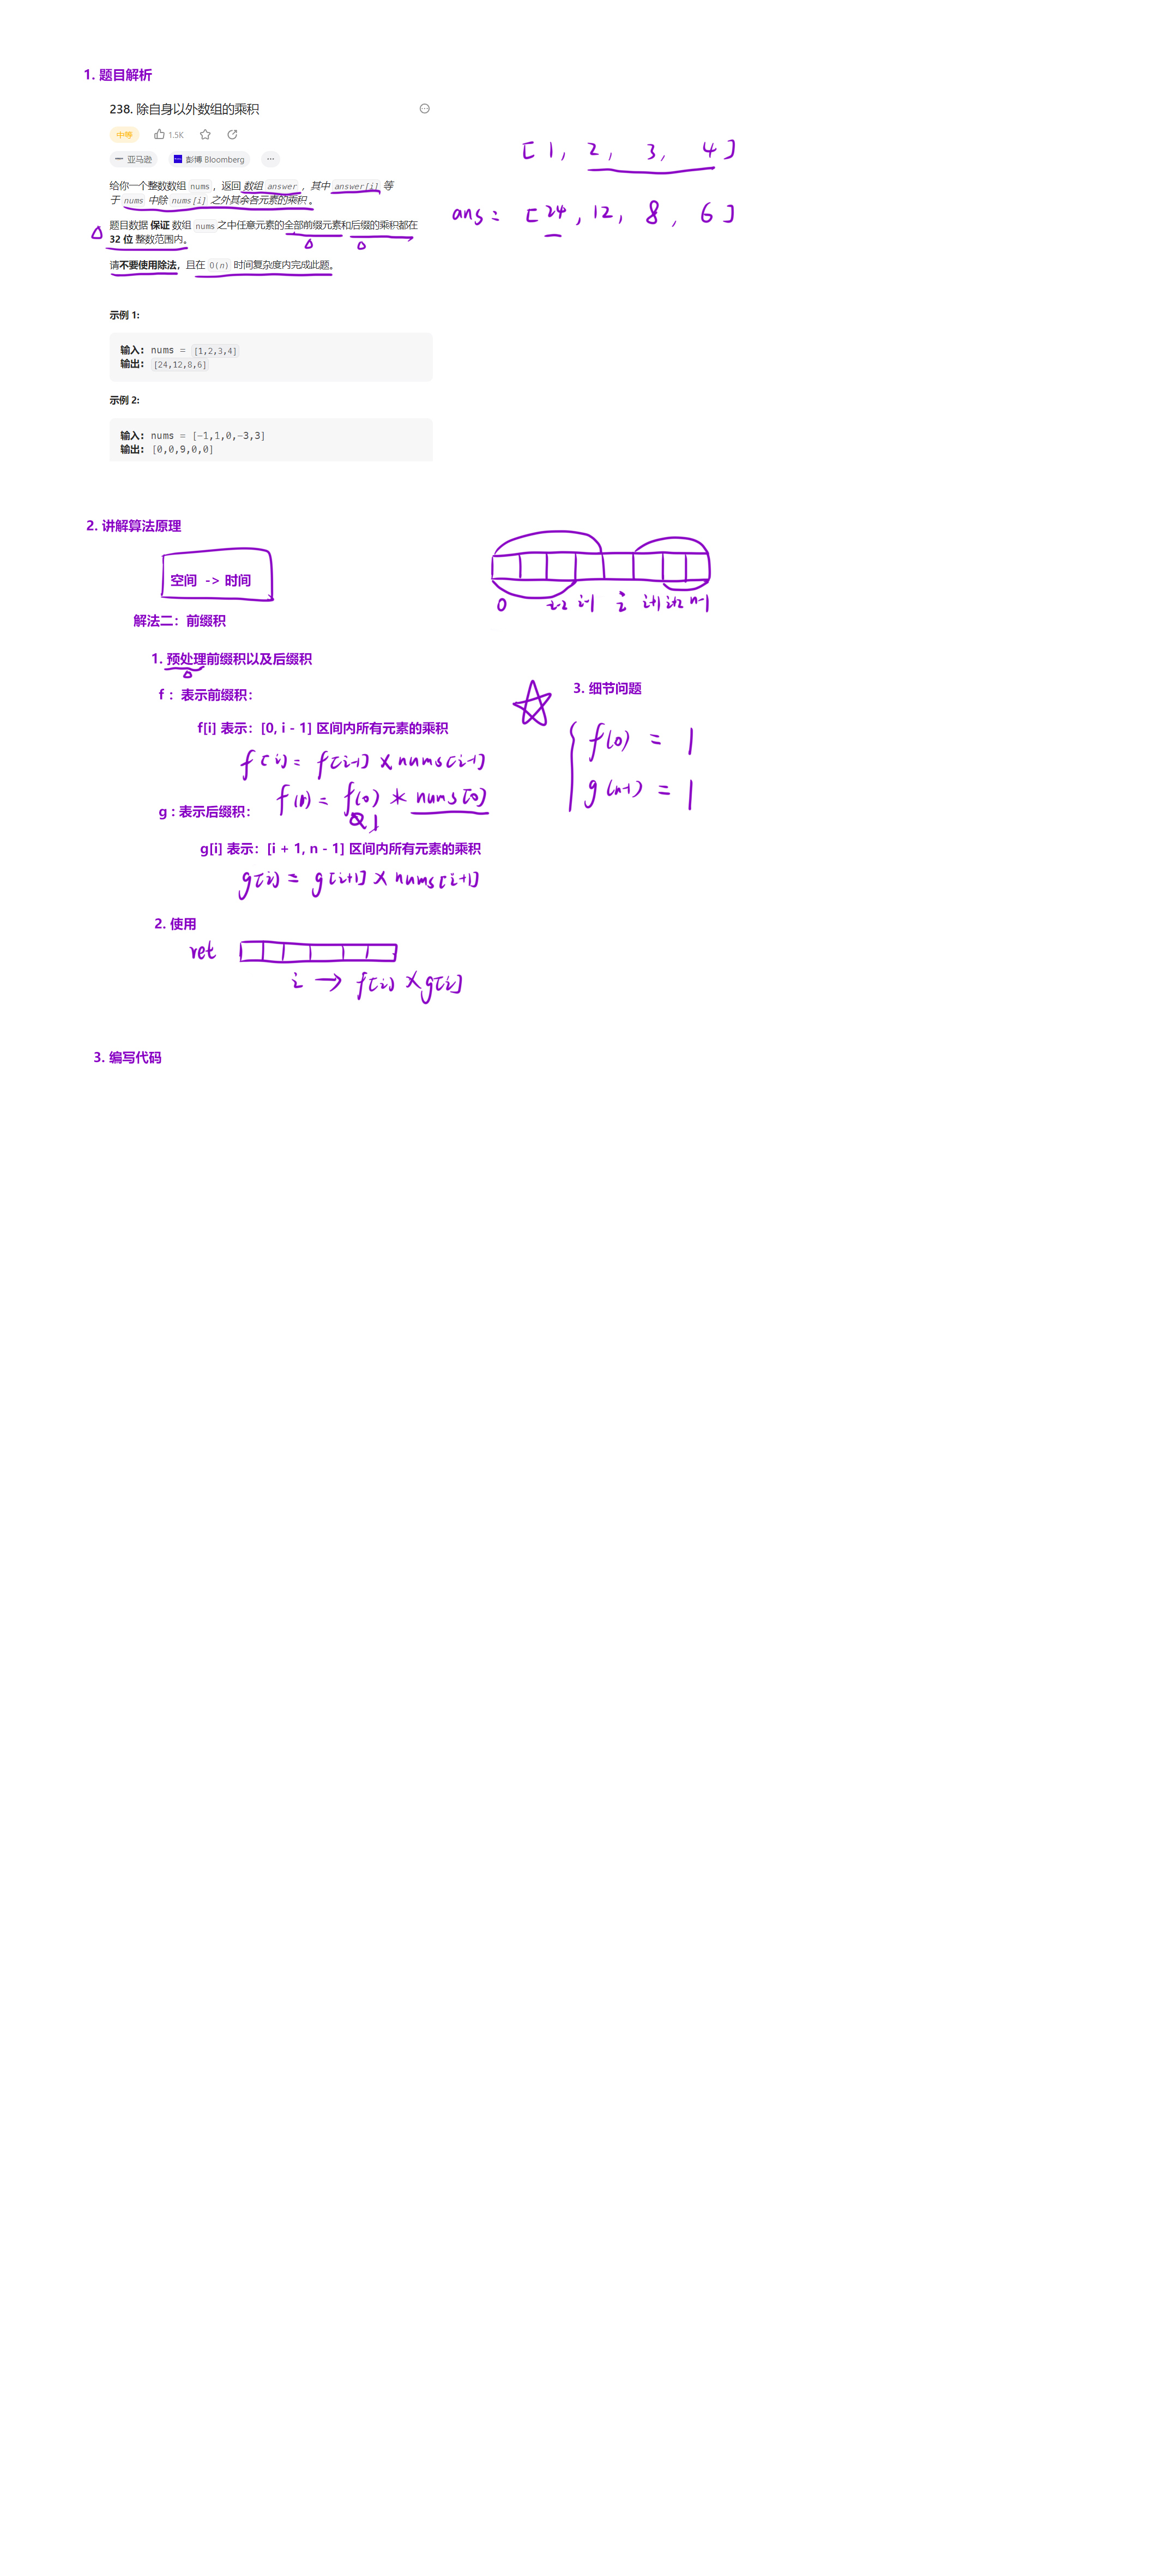 1. 题目解析
238. 除自身以外数组的乘积
中等 1.5K
亚马逊 彭博 Bloomberg
给你一个整数数组 nums，返回 数组 answer ，其中 answer[i] 等
于 nums 中除 nums[i] 之外其余各元素的乘积 。
题目数据 保证 数组 nums之中任意元素的全部前缀元素和后缀的乘积都在
32 位 整数范围内。
请不要使用除法，且在 O(n) 时间复杂度内完成此题。
[ 1, 2, 3, 4 ]
ans: [ 24, 12, 8, 6 ]
示例 1:
输入: nums = [1,2,3,4]
输出: [24,12,8,6]
示例 2:
输入: nums = [-1,1,0,-3,3]
输出: [0,0,9,0,0]
2. 讲解算法原理
空间 -> 时间
0 i-2 i-1 i i+1 i+2 n-1
解法二：前缀积
1. 预处理前缀积以及后缀积
f ：表示前缀积：
f[i] 表示：[0, i - 1] 区间内所有元素的乘积
f[i] = f[i-1] × nums[i-1]
f(1) = f(0) * nums[0]
1
g : 表示后缀积：
g[i] 表示：[i + 1, n - 1] 区间内所有元素的乘积
g[i] = g[i+1] × nums[i+1]
3. 细节问题
f(0) = 1
g(n-1) = 1
2. 使用
ret
i → f[i] × g[i]
3. 编写代码